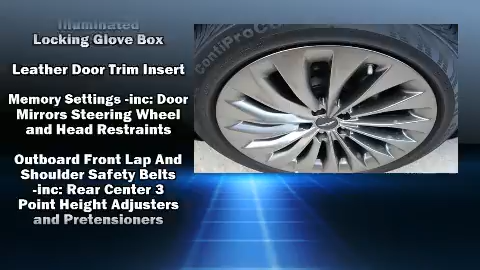 Illuminated
Locking Glove Box
Leather Door Trim Insert
Memory Settings -inc: Door
Mirrors Steering Wheel
and Head Restraints
Outboard Front Lap And
Shoulder Safety Belts
-inc: Rear Center 3
Point Height Adjusters
and Pretensioners
ContiProCo